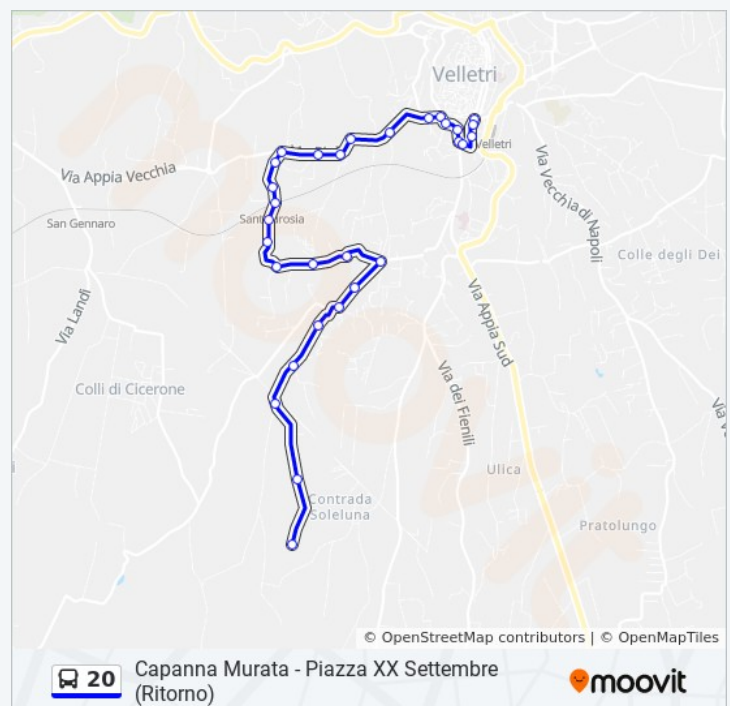 Velletri
Velletri
Via Appia Vecchia
Via Vecchia di Napoli
San Gennaro
Colle degli Dei
Via Landi
Via Appia Sud
Colli di Cicerone
Via dei Fienili
Ulica
Contrada
Soleluna
Pratolungo
© OpenStreetMap contributors | © OpenMapTiles
20
Capanna Murata - Piazza XX Settembre
(Ritorno)
moovit